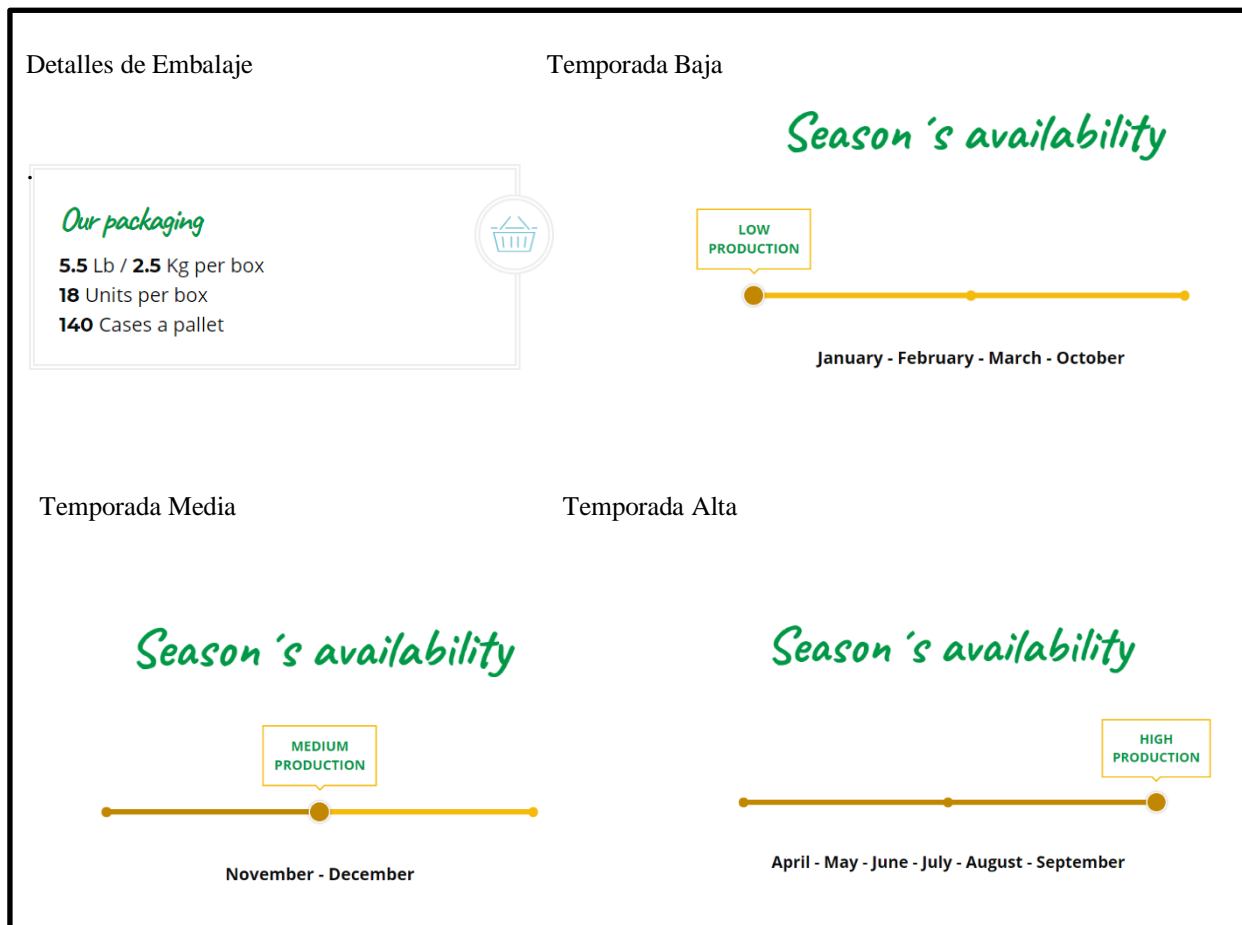 Detalles de Embalaje
Temporada Baja
.
Our packaging
5.5 Lb / 2.5 Kg per box
18 Units per box
140 Cases a pallet
Season´s availability
LOW
PRODUCTION
January - February - March - October
Temporada Media
Temporada Alta
Season´s availability
MEDIUM
PRODUCTION
November - December
Season´s availability
HIGH
PRODUCTION
April - May - June - July - August - September